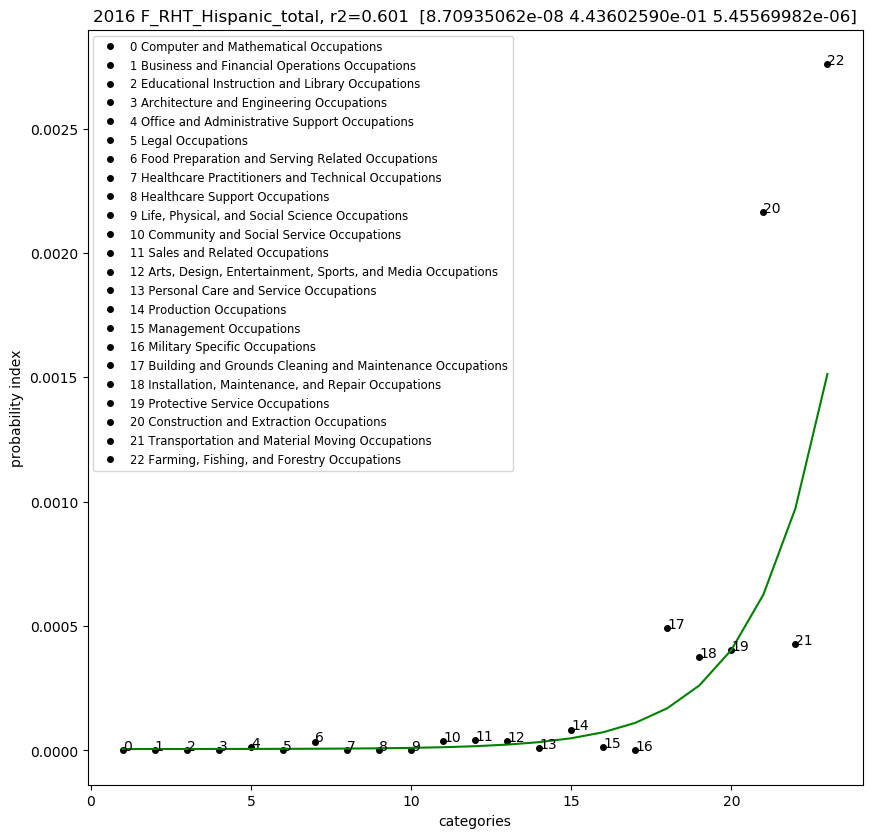 2016 F_RHT_Hispanic_total, r2=0.601  [8.70935062e-08 4.43602590e-01 5.45569982e-06]
0 Computer and Mathematical Occupations
1 Business and Financial Operations Occupations
2 Educational Instruction and Library Occupations
3 Architecture and Engineering Occupations
4 Office and Administrative Support Occupations
5 Legal Occupations
6 Food Preparation and Serving Related Occupations
7 Healthcare Practitioners and Technical Occupations
8 Healthcare Support Occupations
9 Life, Physical, and Social Science Occupations
10 Community and Social Service Occupations
11 Sales and Related Occupations
12 Arts, Design, Entertainment, Sports, and Media Occupations
13 Personal Care and Service Occupations
14 Production Occupations
15 Management Occupations
16 Military Specific Occupations
17 Building and Grounds Cleaning and Maintenance Occupations
18 Installation, Maintenance, and Repair Occupations
19 Protective Service Occupations
20 Construction and Extraction Occupations
21 Transportation and Material Moving Occupations
22 Farming, Fishing, and Forestry Occupations
probability index
0.0025
0.0020
0.0015
0.0010
0.0005
0.0000
0
1
2
3
4
5
6
7
8
9
10
11
12
13
14
15
16
17
18
19
20
21
22
0
5
10
15
20
categories